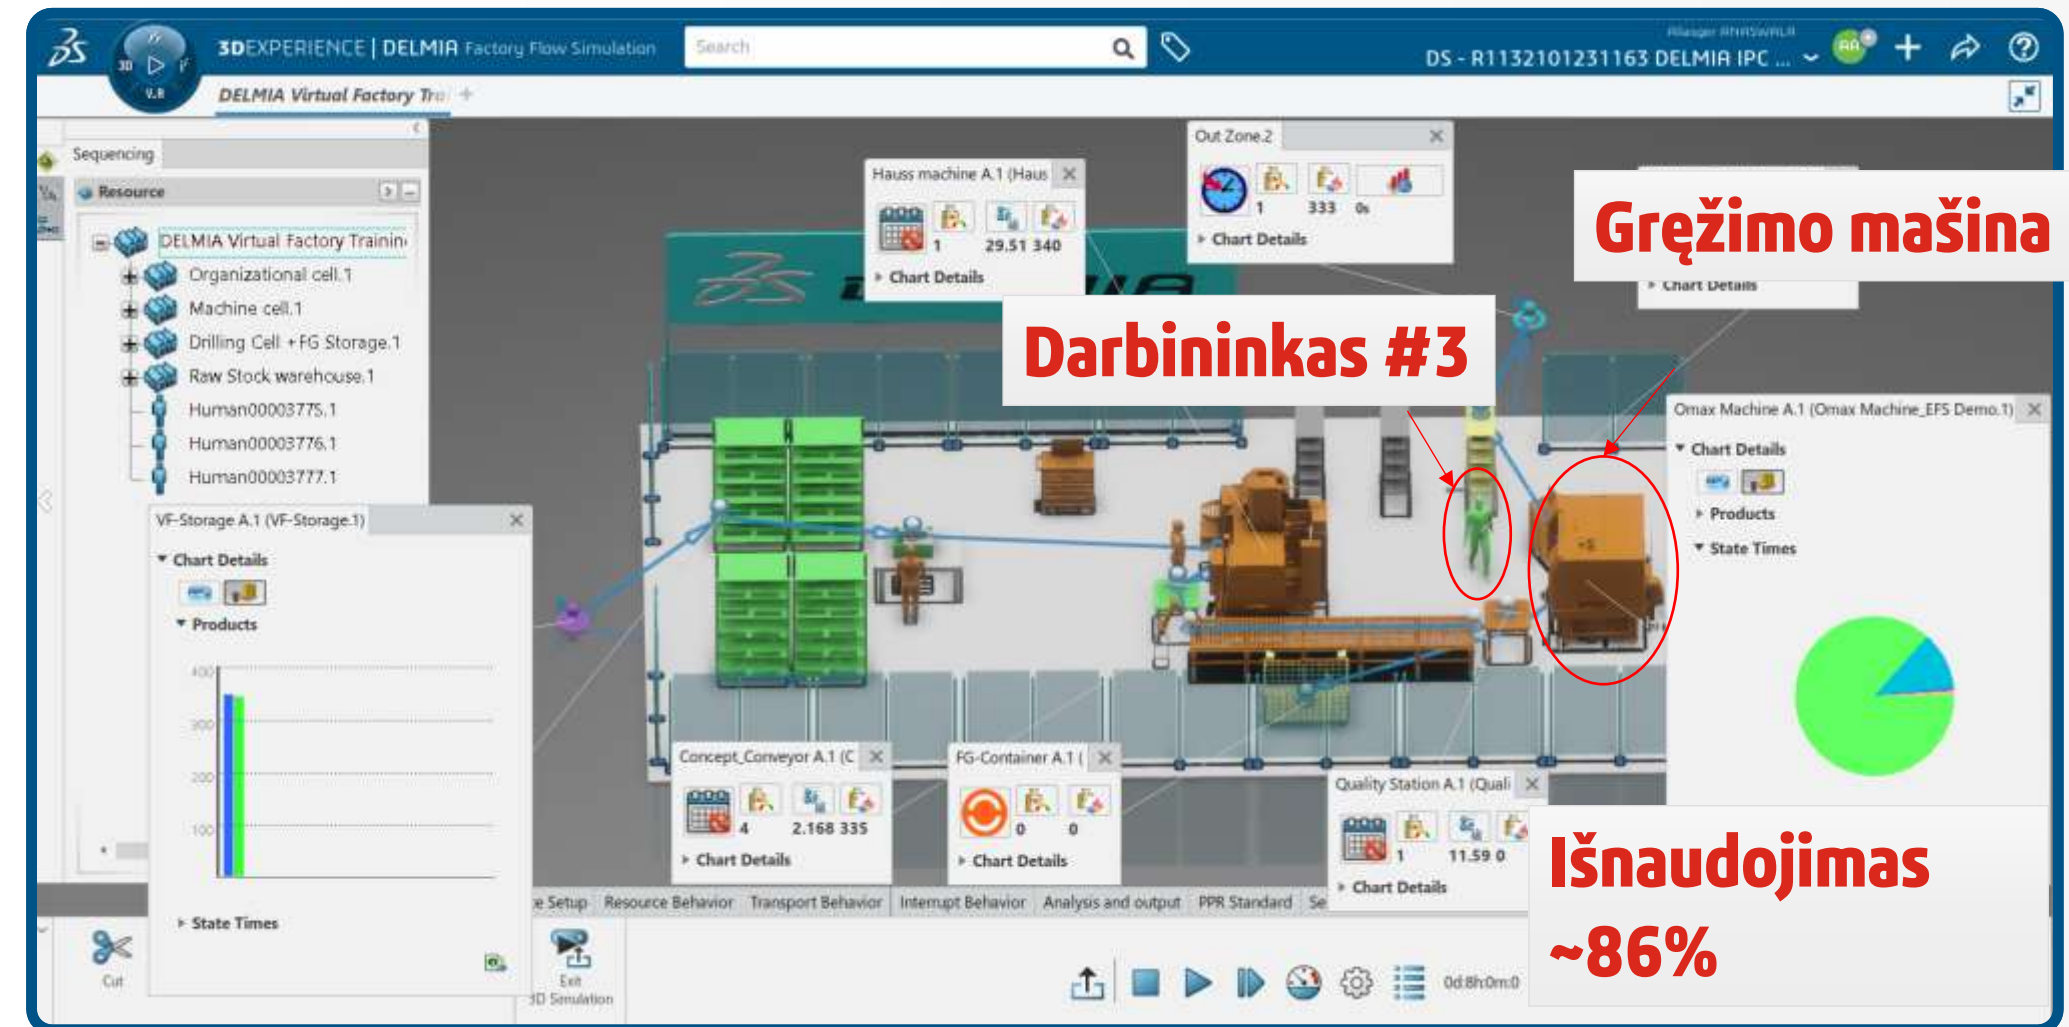 3DEXPERIENCE | DELMIA Factory Flow Simulation
Search
DS - R1132101231163 DELMIA IPC ...
AA
3D
V.R
DELMIA Virtual Factory Tra
Sequencing
Resource
DELMIA Virtual Factory Training
Organizational cell.1
Machine cell.1
Drilling Cell +FG Storage.1
Raw Stock warehouse.1
Human00003775.1
Human00003776.1
Human00003777.1
Hauss machine A.1 (Haus
1 29.51 340
Chart Details
Out Zone.2
1 333 0s
Chart Details
Gręžimo mašina
Chart Details
Darbininkas #3
Omax Machine A.1 (Omax Machine_EFS Demo.1)
Chart Details
Products
State Times
VF-Storage A.1 (VF-Storage.1)
Chart Details
Products
400
300
200
100
State Times
Concept_Conveyor A.1 (C
4 2.168 335
Chart Details
FG-Container A.1 (
0 0
Chart Details
Quality Station A.1 (Quali
1 11.59 0
Chart Details
Išnaudojimas
~86%
Setup Resource Behavior Transport Behavior Interrupt Behavior Analysis and output PPR Standard Se
Cut
Exit
3D Simulation
0d:8h:0m:0